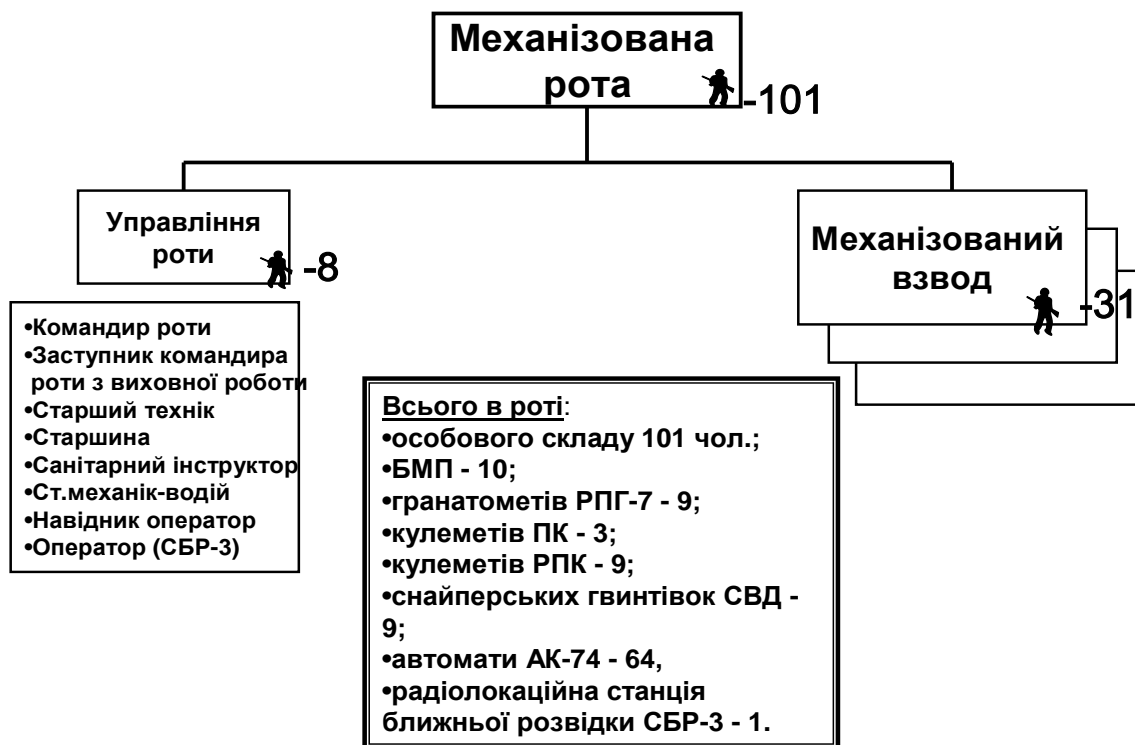 Механізована
рота
-101
Управління
роти
-8
Механізований
взвод
-31
•Командир роти
•Заступник командира
роти з виховної роботи
•Старший технік
•Старшина
•Санітарний інструктор
•Ст.механік-водій
•Навідник оператор
•Оператор (СБР-3)
Всього в роті:
•особового складу 101 чол.;
•БМП - 10;
•гранатометів РПГ-7 - 9;
•кулеметів ПК - 3;
•кулеметів РПК - 9;
•снайперських гвинтівок СВД -
9;
•автомати АК-74 - 64,
•радіолокаційна станція
ближньої розвідки СБР-3 - 1.